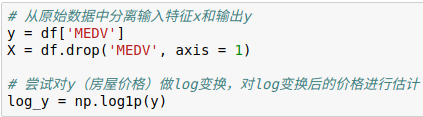 # 从原始数据中分离输入特征x和输出y
y = df['MEDV']
X = df.drop('MEDV', axis = 1)
# 尝试对y（房屋价格）做log变换，对log变换后的价格进行估计
log_y = np.log1p(y)